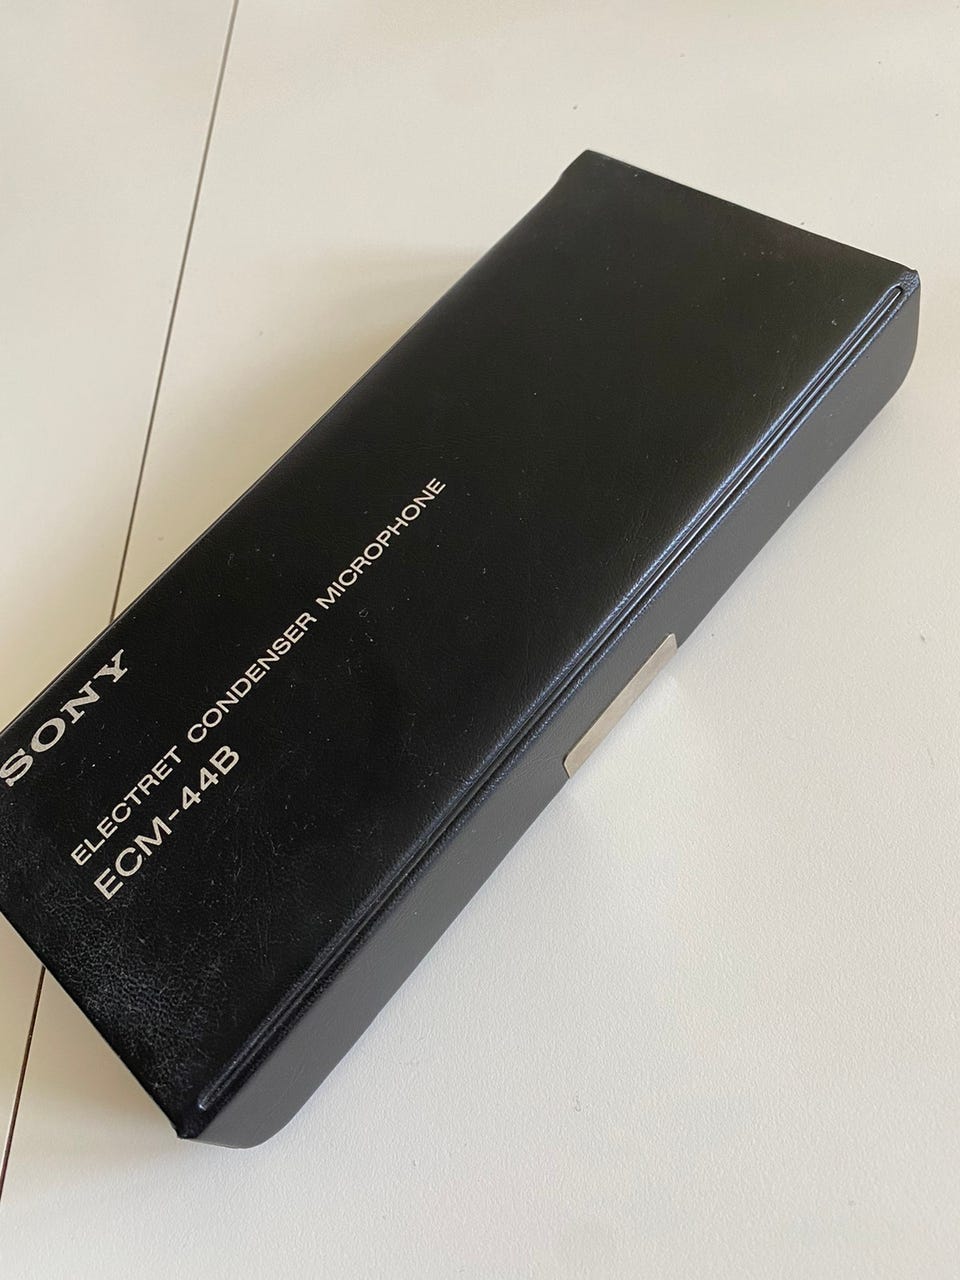 SONY
ELECTRET CONDENSER MICROPHONE
ECM-44B